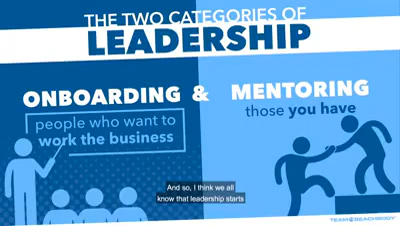 THE TWO CATEGORIES OF
LEADERSHIP
ONBOARDING & MENTORING
people who want to
work the business
those you have
And so, I think we all
know that leadership starts
TEAM BEACHBODY